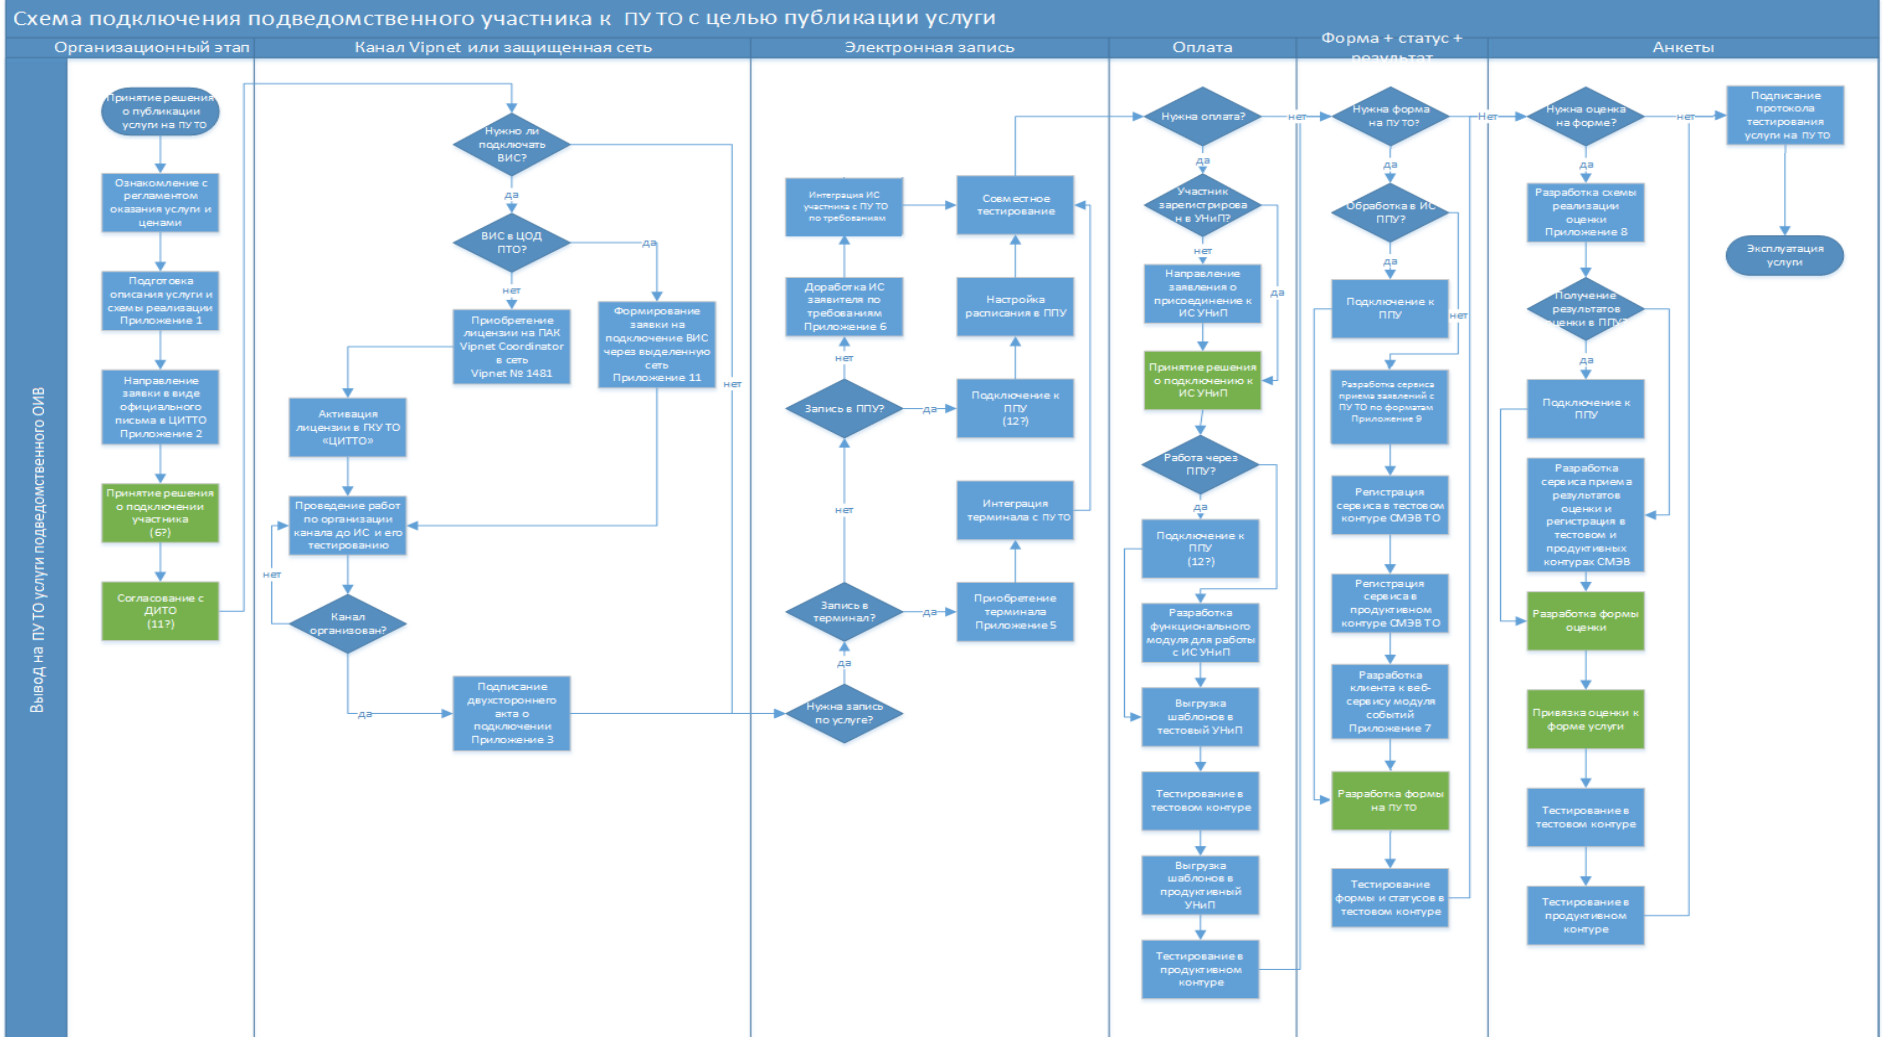 Схема подключения подведомственного участника к ПУ ТО с целью публикации услуги
Организационный этап
Канал Vipnet или защищенная сеть
Электронная запись
Оплата
Форма + статус +
результат
Анкеты
Вывод на ПУ ТО услуги подведомственного ОИВ
Принятие решения
о публикации
услуги на ПУ ТО
Ознакомление с
регламентом
оказания услуги и
ценами
Подготовка
описания услуги и
схемы реализации
Приложение 1
Направление
заявки в виде
официального
письма в ЦИТТО
Приложение 2
Принятие решения
о подключении
участника
(6?)
Согласование с
ДИТО
(11?)
Нужно ли
подключать
ВИС?
да
ВИС в ЦОД
ПТО?
да
нет
нет
Приобретение
лицензии на ПАК
Vipnet Coordinator
в сеть
Vipnet № 1481
Формирование
заявки на
подключение ВИС
через выделенную
сеть
Приложение 11
Активация
лицензии в ГКУ ТО
«ЦИТТО»
Проведение работ
по организации
канала до ИС и его
тестированию
нет
Канал
организован?
да
Подписание
двухстороннего
акта о
подключении
Приложение 3
Интеграция ИС
участника с ПУ ТО
по требованиям
Совместное
тестирование
Доработка ИС
заявителя по
требованиям
Приложение 6
Настройка
расписания в ППУ
нет
Запись в ППУ?
да
Подключение к
ППУ
(12?)
нет
Интеграция
терминала с ПУ ТО
Запись в
терминал?
да
Приобретение
терминала
Приложение 5
да
Нужна запись
по услуге?
Нужна оплата?
нет
да
Участник
зарегистрирова
н в УНиП?
нет
да
Направление
заявления о
присоединение к
ИС УНиП
Принятие решения
о подключению к
ИС УНиП
Работа через
ППУ?
да
Подключение к
ППУ
(12?)
Разработка
функционального
модуля для работы
с ИС УНиП
Выгрузка
шаблонов в
тестовый УНиП
Тестирование в
тестовом контуре
Выгрузка
шаблонов в
продуктивный
УНиП
Тестирование в
продуктивном
контуре
Нужна форма
на ПУ ТО?
Нет
да
Обработка в ИС
ППУ?
да
нет
Подключение к
ППУ
Разработка сервиса
приема заявлений с
ПУ ТО по форматам
Приложение 9
Регистрация
сервиса в тестовом
контуре СМЭВ ТО
Регистрация
сервиса в
продуктивном
контуре СМЭВ ТО
Разработка
клиента к веб-
сервису модуля
событий
Приложение 7
Разработка формы
на ПУ ТО
Тестирование
формы и статусов в
тестовом контуре
Нужна оценка
на форме?
нет
да
Разработка схемы
реализации
оценки
Приложение 8
Получение
результатов
оценки в ППУ?
да
Подключение к
ППУ
Разработка
сервиса прием а
результатов
оценки и
регистрация в
тестовом и
продуктивных
контурах СМЭВ
Разработка формы
оценки
Привязка оценки к
форме услуги
Тестирование в
тестовом контуре
Тестирование в
продуктивном
контуре
Подписание
протокола
тестирования
услуги на ПУ ТО
Эксплуатация
услуги